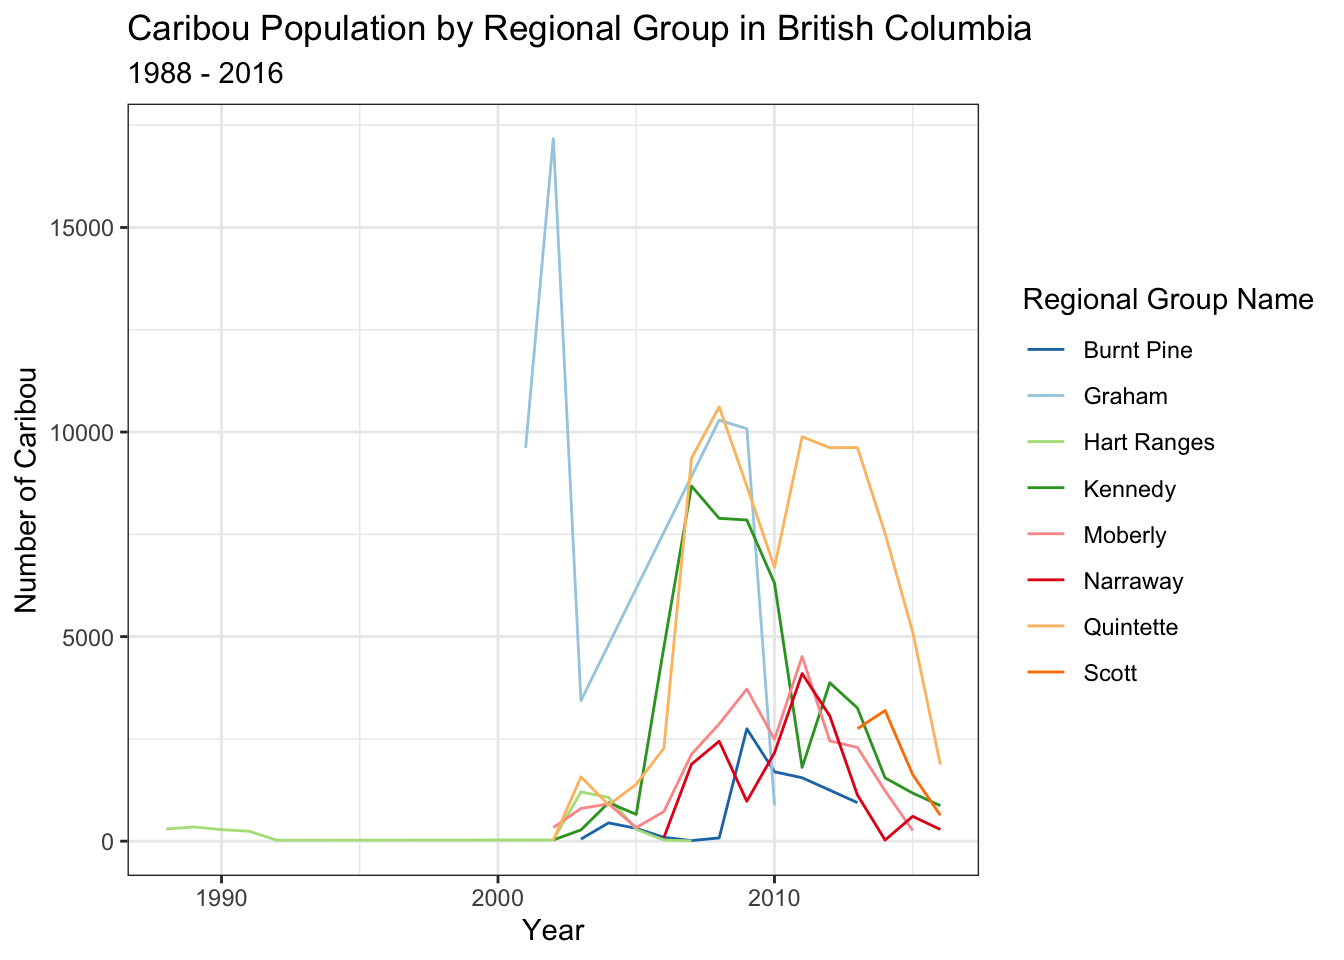 Caribou Population by Regional Group in British Columbia
1988 - 2016
Number of Caribou
15000
10000
5000
0
1990
2000
2010
Year
Regional Group Name
Burnt Pine
Graham
Hart Ranges
Kennedy
Moberly
Narraway
Quintette
Scott